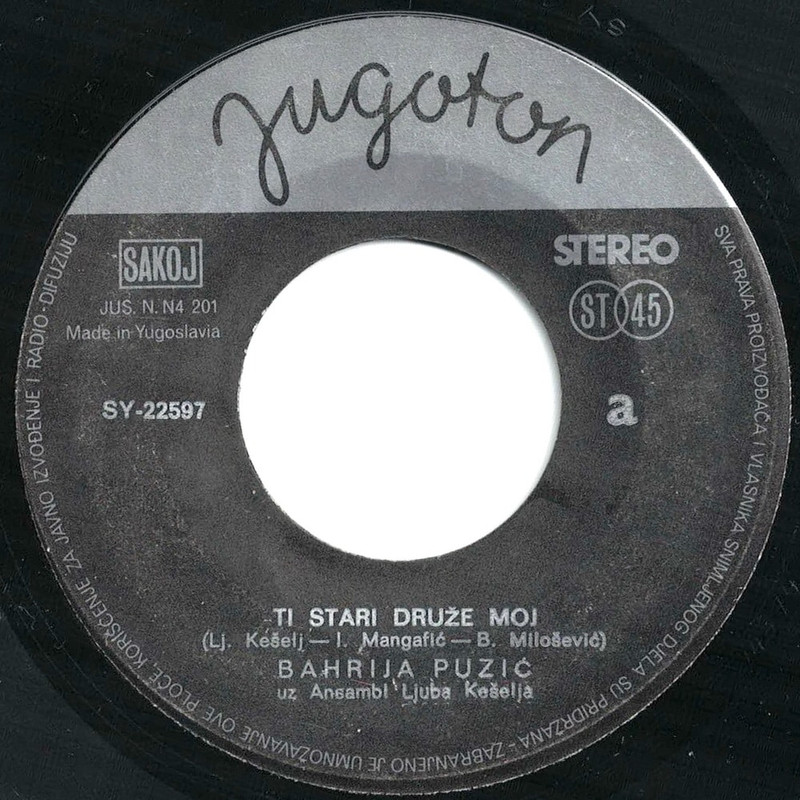 jugoton
SAKOJ
JUS. N. N4 201
Made in Yugoslavia
STEREO
ST 45
SY-22597
a
TI STARI DRUŽE MOJ
(Lj. Kešelj — I. Mangafić — B. Milošević)
BAHRIJA PUZIĆ
uz Ansambl Ljuba Kešelja
SVA PRAVA PROIZVOĐAČA I VLASNIKA SNIMLJENOG DJELA SU PRIDRŽANA - ZABRANJENO JE UMNOŽAVANJE OVE PLOČE, KORIŠĆENJE ZA JAVNO IZVOĐENJE I RADIO-DIFUZIJU